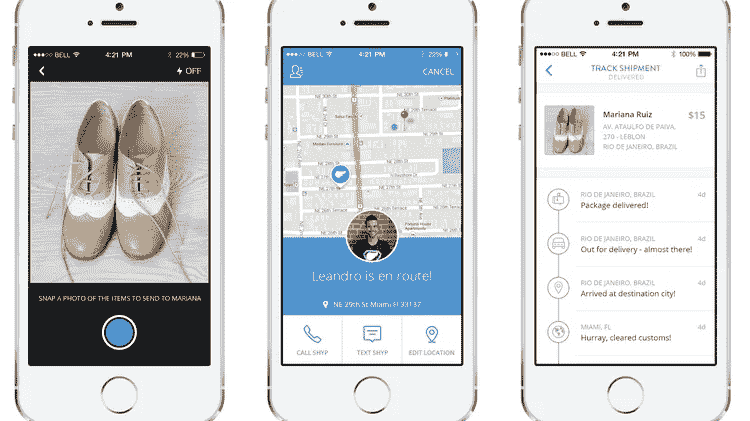 BELL 4:21 PM 22%
OFF
SNAP A PHOTO OF THE ITEMS TO SEND TO MARIANA
BELL 4:21 PM 22%
CANCEL
NE 29th
Leandro is en route!
NE 29th St Miami Fl 33137
CALL SHYP
TEXT SHYP
EDIT LOCATION
BELL 4:21 PM 100%
TRACK SHIPMENT
DELIVERED
Mariana Ruiz $15
AV. ATAULFO DE PAIVA,
270 - LEBLON
RIO DE JANEIRO, BRAZIL
RIO DE JANEIRO, BRAZIL 4d
Package delivered!
RIO DE JANEIRO, BRAZIL 4d
Out for delivery - almost there!
RIO DE JANEIRO, BRAZIL
Arrived at destination city!
MIAMI, FL 4d
Hurray, cleared customs!